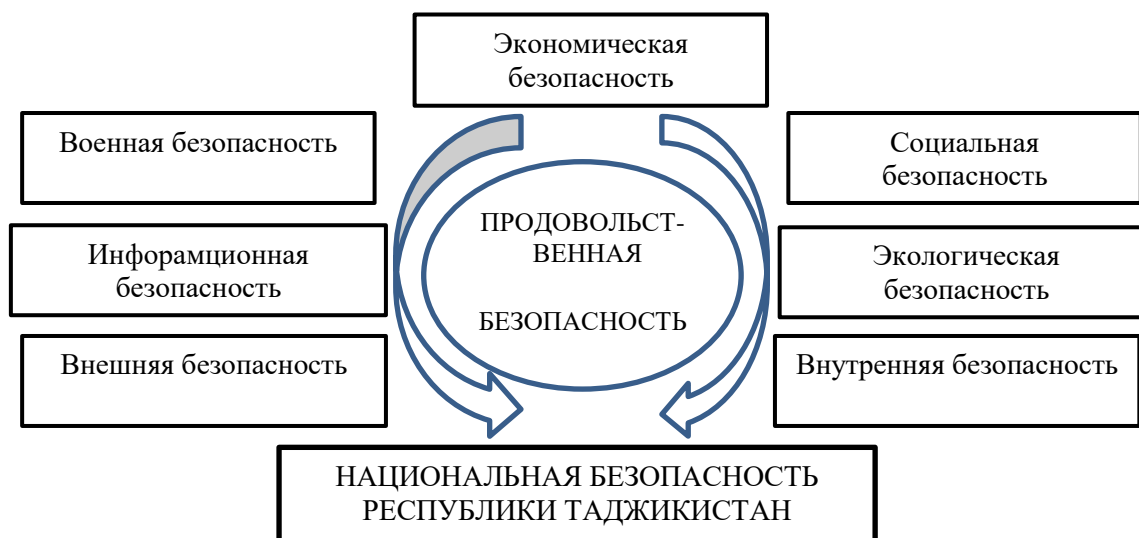 Экономическая
безопасность
Военная безопасность
Социальная
безопасность
Инфорамционная
безопасность
ПРОДОВОЛЬСТ-
ВЕННАЯ
БЕЗОПАСНОСТЬ
Экологическая
безопасность
Внешняя безопасность
Внутренняя безопасность
НАЦИОНАЛЬНАЯ БЕЗОПАСНОСТЬ
РЕСПУБЛИКИ ТАДЖИКИСТАН